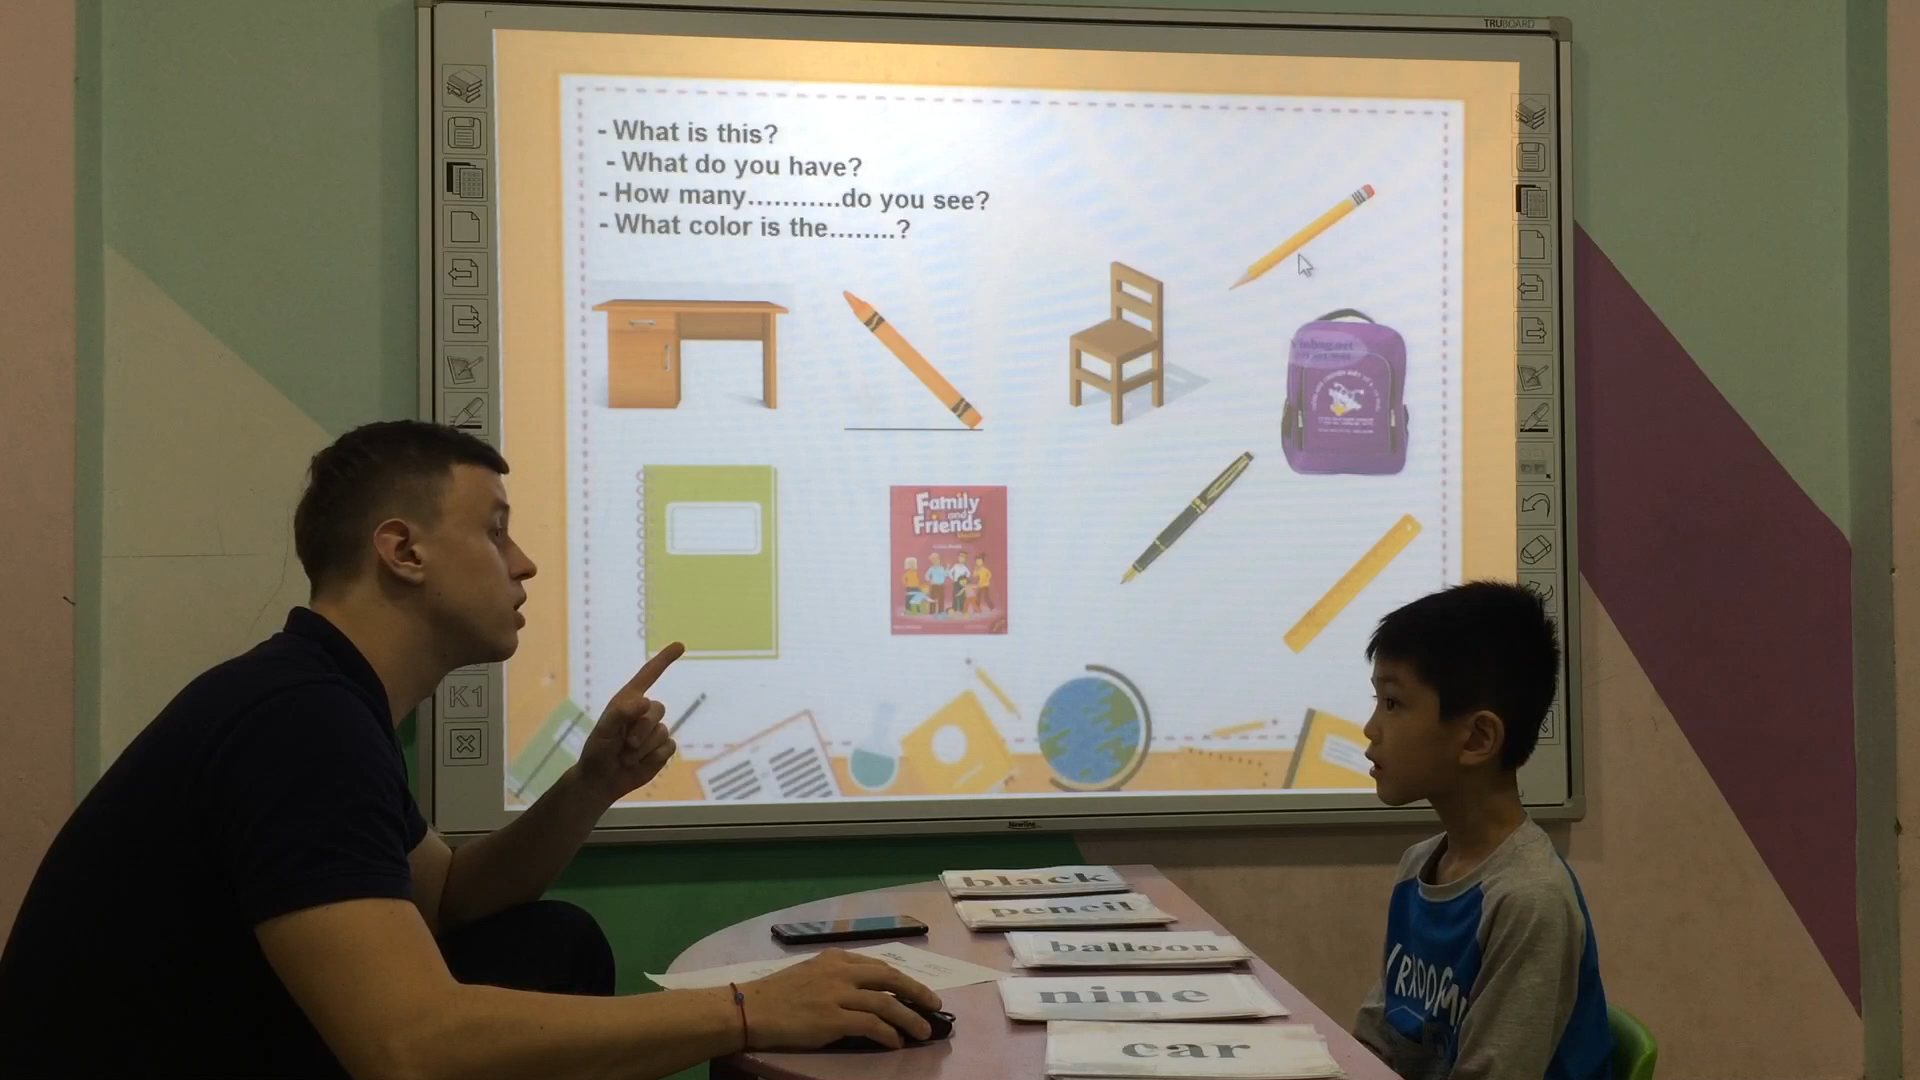 TRUBOARD
- What is this?
- What do you have?
- How many...........do you see?
- What color is the........?
Family
and
Friends
K1
black
pencil
balloon
nine
car